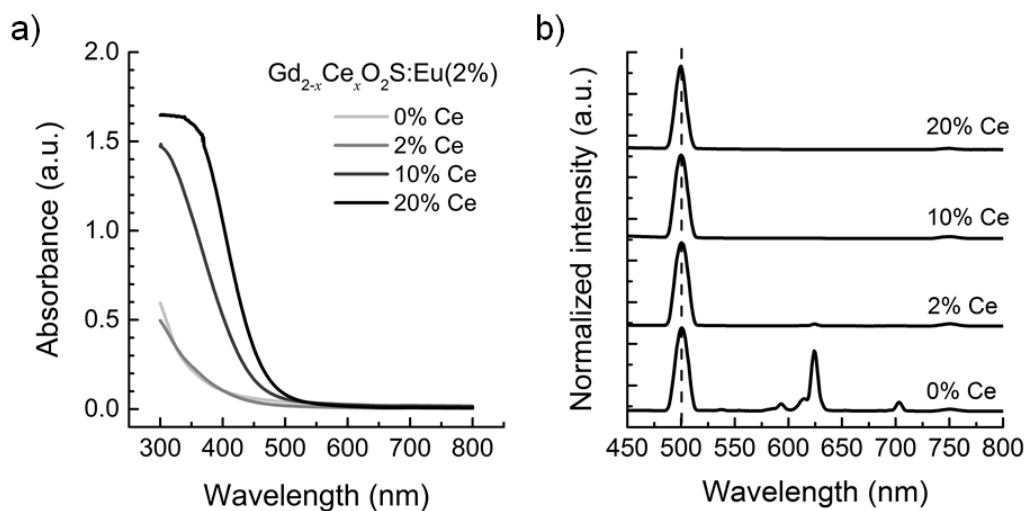 a)
2.0
1.5
1.0
0.5
0.0
Absorbance (a.u.)
Gd2-xCexO2S:Eu(2%)
0% Ce
2% Ce
10% Ce
20% Ce
300 400 500 600 700 800
Wavelength (nm)
b)
Normalized intensity (a.u.)
20% Ce
10% Ce
2% Ce
0% Ce
450 500 550 600 650 700 750 800
Wavelength (nm)